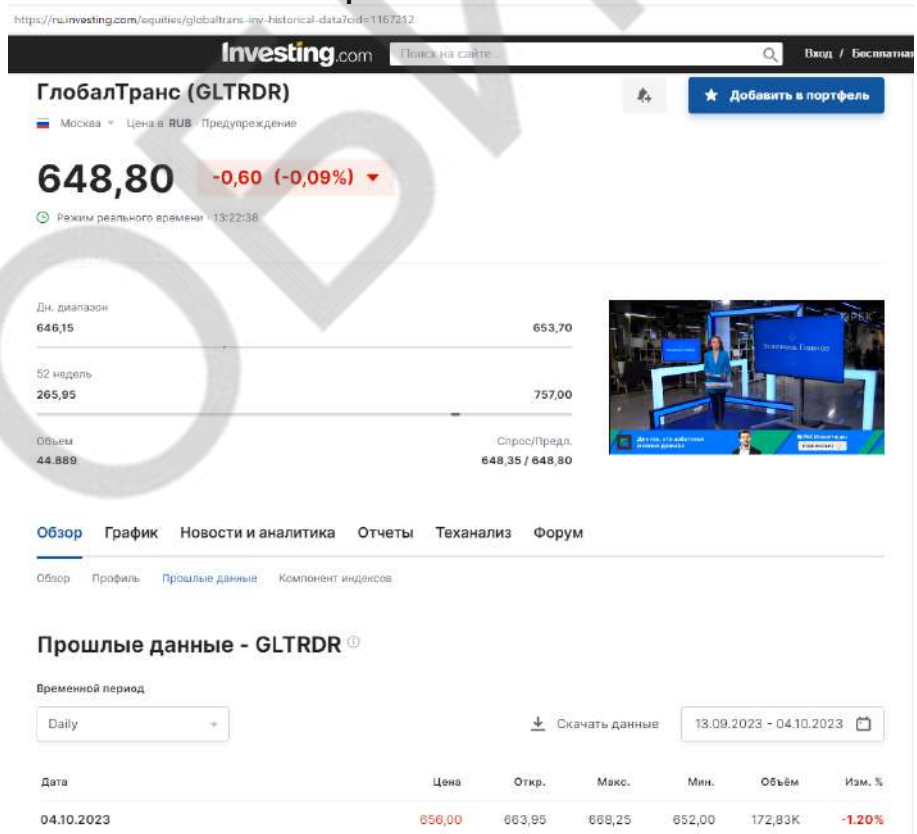 https://ru.investing.com/equities/globaltrans-inv-historical-data?cid=1167212
Investing.com Поиск на сайте Вход / Бесплатная
ГлобалТранс (GLTRDR) Добавить в портфель
Москва Цена в RUB Предупреждение
648,80 -0,60 (-0,09%)
Режим реального времени · 13:22:38
Дн. диапазон
646,15 653,70
52 недель
265,95 757,00
Объем Спрос/Предл.
44.889 648,35 / 648,80
РБК
Обзор График Новости и аналитика Отчеты Теханализ Форум
Обзор Профиль Прошлые данные Компонент индексов
Прошлые данные - GLTRDR
Временной период
Daily Скачать данные 13.09.2023 - 04.10.2023
Дата Цена Откр. Макс. Мин. Объём Изм. %
04.10.2023 656,00 663,95 668,25 652,00 172,83K -1.20%